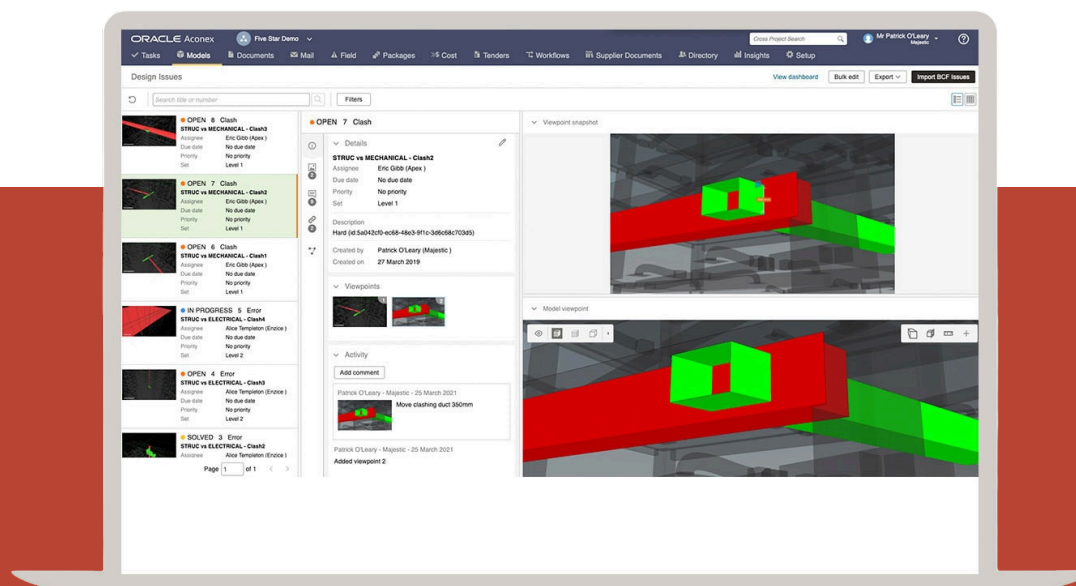 ORACLE Aconex
Five Star Demo
Cross Project Search
Mr Patrick O'Leary
Majestic
Tasks
Models
Documents
Mail
Field
Packages
Cost
Tenders
Workflows
Supplier Documents
Directory
Insights
Setup
Design Issues
View dashboard
Bulk edit
Export
Import BCF Issues
Search title or number
Filters
OPEN 8 Clash
STRUC vs MECHANICAL - Clash3
Assignee Eric Gibb (Apex )
Due date No due date
Priority No priority
Set Level 1
OPEN 7 Clash
STRUC vs MECHANICAL - Clash2
Assignee Eric Gibb (Apex )
Due date No due date
Priority No priority
Set Level 1
OPEN 6 Clash
STRUC vs MECHANICAL - Clash1
Assignee Eric Gibb (Apex )
Due date No due date
Priority No priority
Set Level 1
IN PROGRESS 5 Error
STRUC vs ELECTRICAL - Clash4
Assignee Alice Templeton (Enzice )
Due date No due date
Priority No priority
Set Level 2
OPEN 4 Error
STRUC vs ELECTRICAL - Clash3
Assignee Alice Templeton (Enzice )
Due date No due date
Priority No priority
Set Level 2
SOLVED 3 Error
STRUC vs ELECTRICAL - Clash2
Assignee Alice Templeton (Enzice )
Page 1 of 1
OPEN 7 Clash
Details
STRUC vs MECHANICAL - Clash2
Assignee Eric Gibb (Apex )
Due date No due date
Priority No priority
Set Level 1
Description
Hard (id:5a042cf0-ec68-48e3-9f1c-3d6c68c703d5)
Created by Patrick O'Leary (Majestic )
Created on 27 March 2019
Viewpoints
1
2
Activity
Add comment
Patrick O'Leary - Majestic - 25 March 2021
Move clashing duct 350mm
Patrick O'Leary - Majestic - 25 March 2021
Added viewpoint 2
Viewpoint snapshot
Model viewpoint